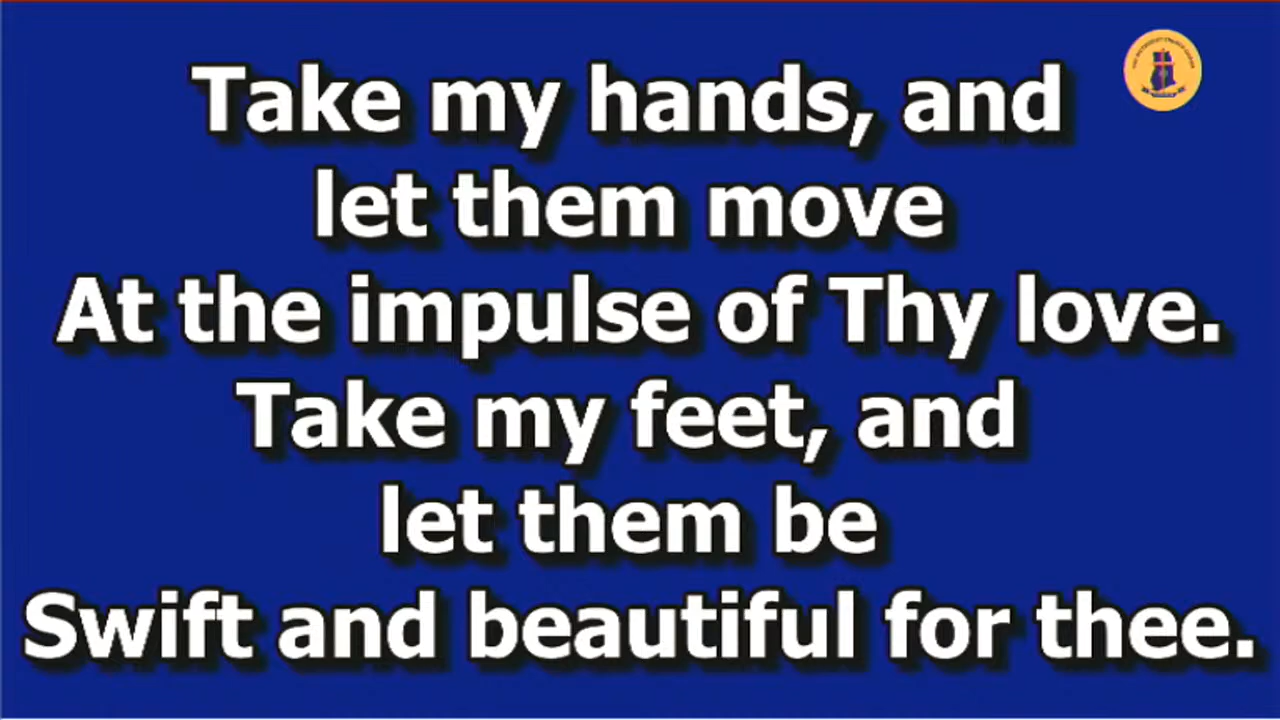 Take my hands, and
let them move
At the impulse of Thy love.
Take my feet, and
let them be
Swift and beautiful for thee.